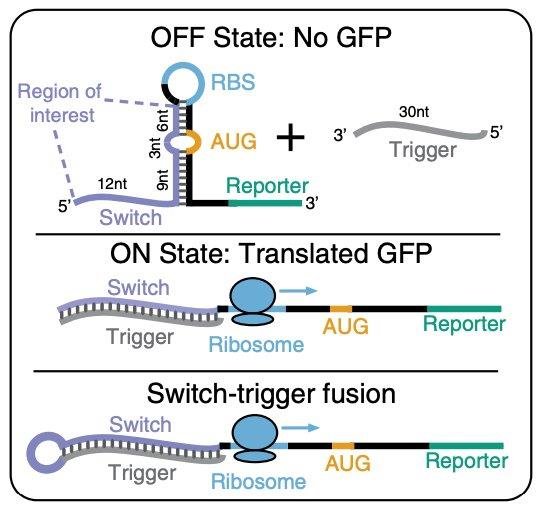 OFF State: No GFP
RBS
Region of
interest
6nt
3nt
9nt
AUG
+
30nt
3’
5’
Trigger
12nt
5’
Switch
Reporter
3’
ON State: Translated GFP
Switch
Trigger
Ribosome
AUG
Reporter
Switch-trigger fusion
Switch
Trigger
Ribosome
AUG
Reporter